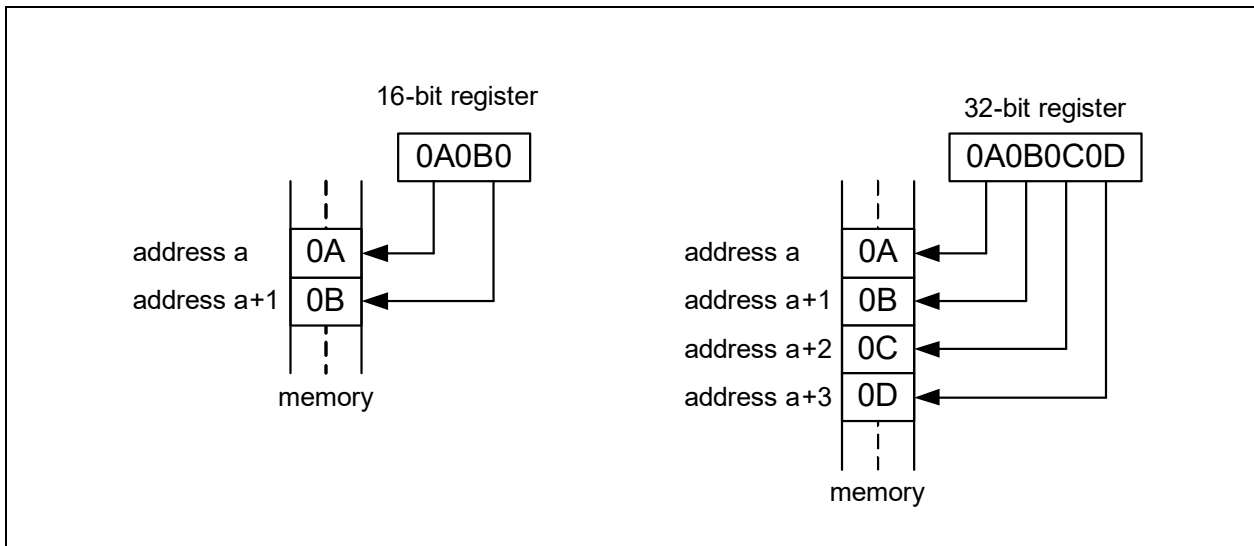 16-bit register
0A0B0
address a 0A
address a+1 0B
memory
32-bit register
0A0B0C0D
address a 0A
address a+1 0B
address a+2 0C
address a+3 0D
memory